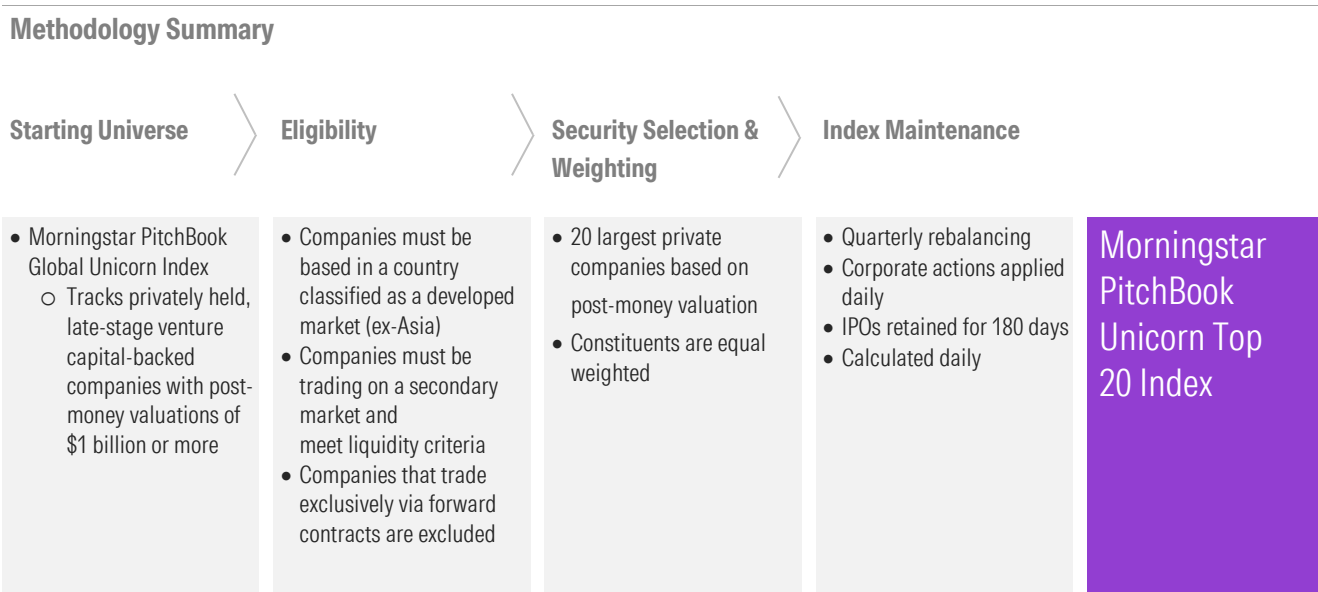 Methodology Summary
Starting Universe
Eligibility
Security Selection &
Weighting
Index Maintenance
• Morningstar PitchBook
Global Unicorn Index
○ Tracks privately held,
late-stage venture
capital-backed
companies with post-
money valuations of
$1 billion or more
• Companies must be
based in a country
classified as a developed
market (ex-Asia)
• Companies must be
trading on a secondary
market and
meet liquidity criteria
• Companies that trade
exclusively via forward
contracts are excluded
• 20 largest private
companies based on
post-money valuation
• Constituents are equal
weighted
• Quarterly rebalancing
• Corporate actions applied
daily
• IPOs retained for 180 days
• Calculated daily
Morningstar
PitchBook
Unicorn Top
20 Index